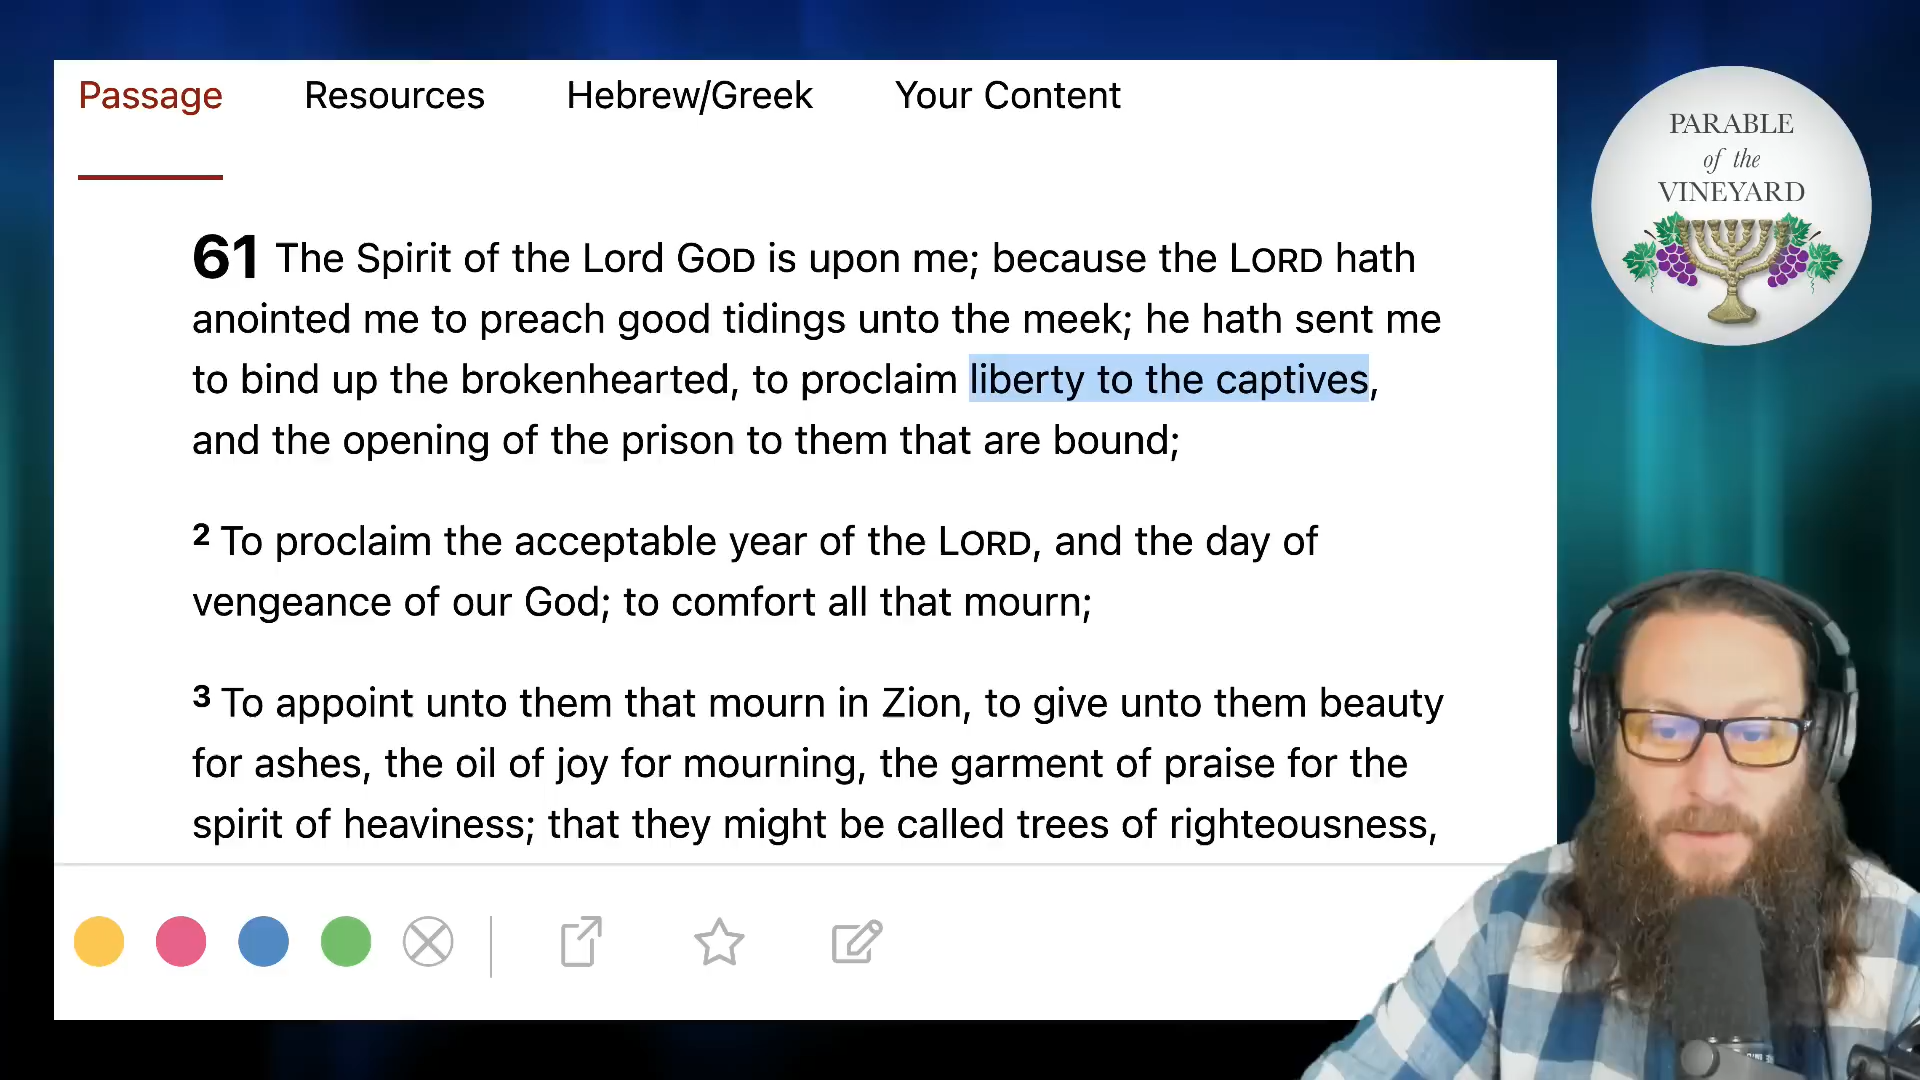 Passage Resources Hebrew/Greek Your Content
61 The Spirit of the Lord GOD is upon me; because the LORD hath
anointed me to preach good tidings unto the meek; he hath sent me
to bind up the brokenhearted, to proclaim liberty to the captives,
and the opening of the prison to them that are bound;
2 To proclaim the acceptable year of the LORD, and the day of
vengeance of our God; to comfort all that mourn;
3 To appoint unto them that mourn in Zion, to give unto them beauty
for ashes, the oil of joy for mourning, the garment of praise for the
spirit of heaviness; that they might be called trees of righteousness,
PARABLE
of the
VINEYARD